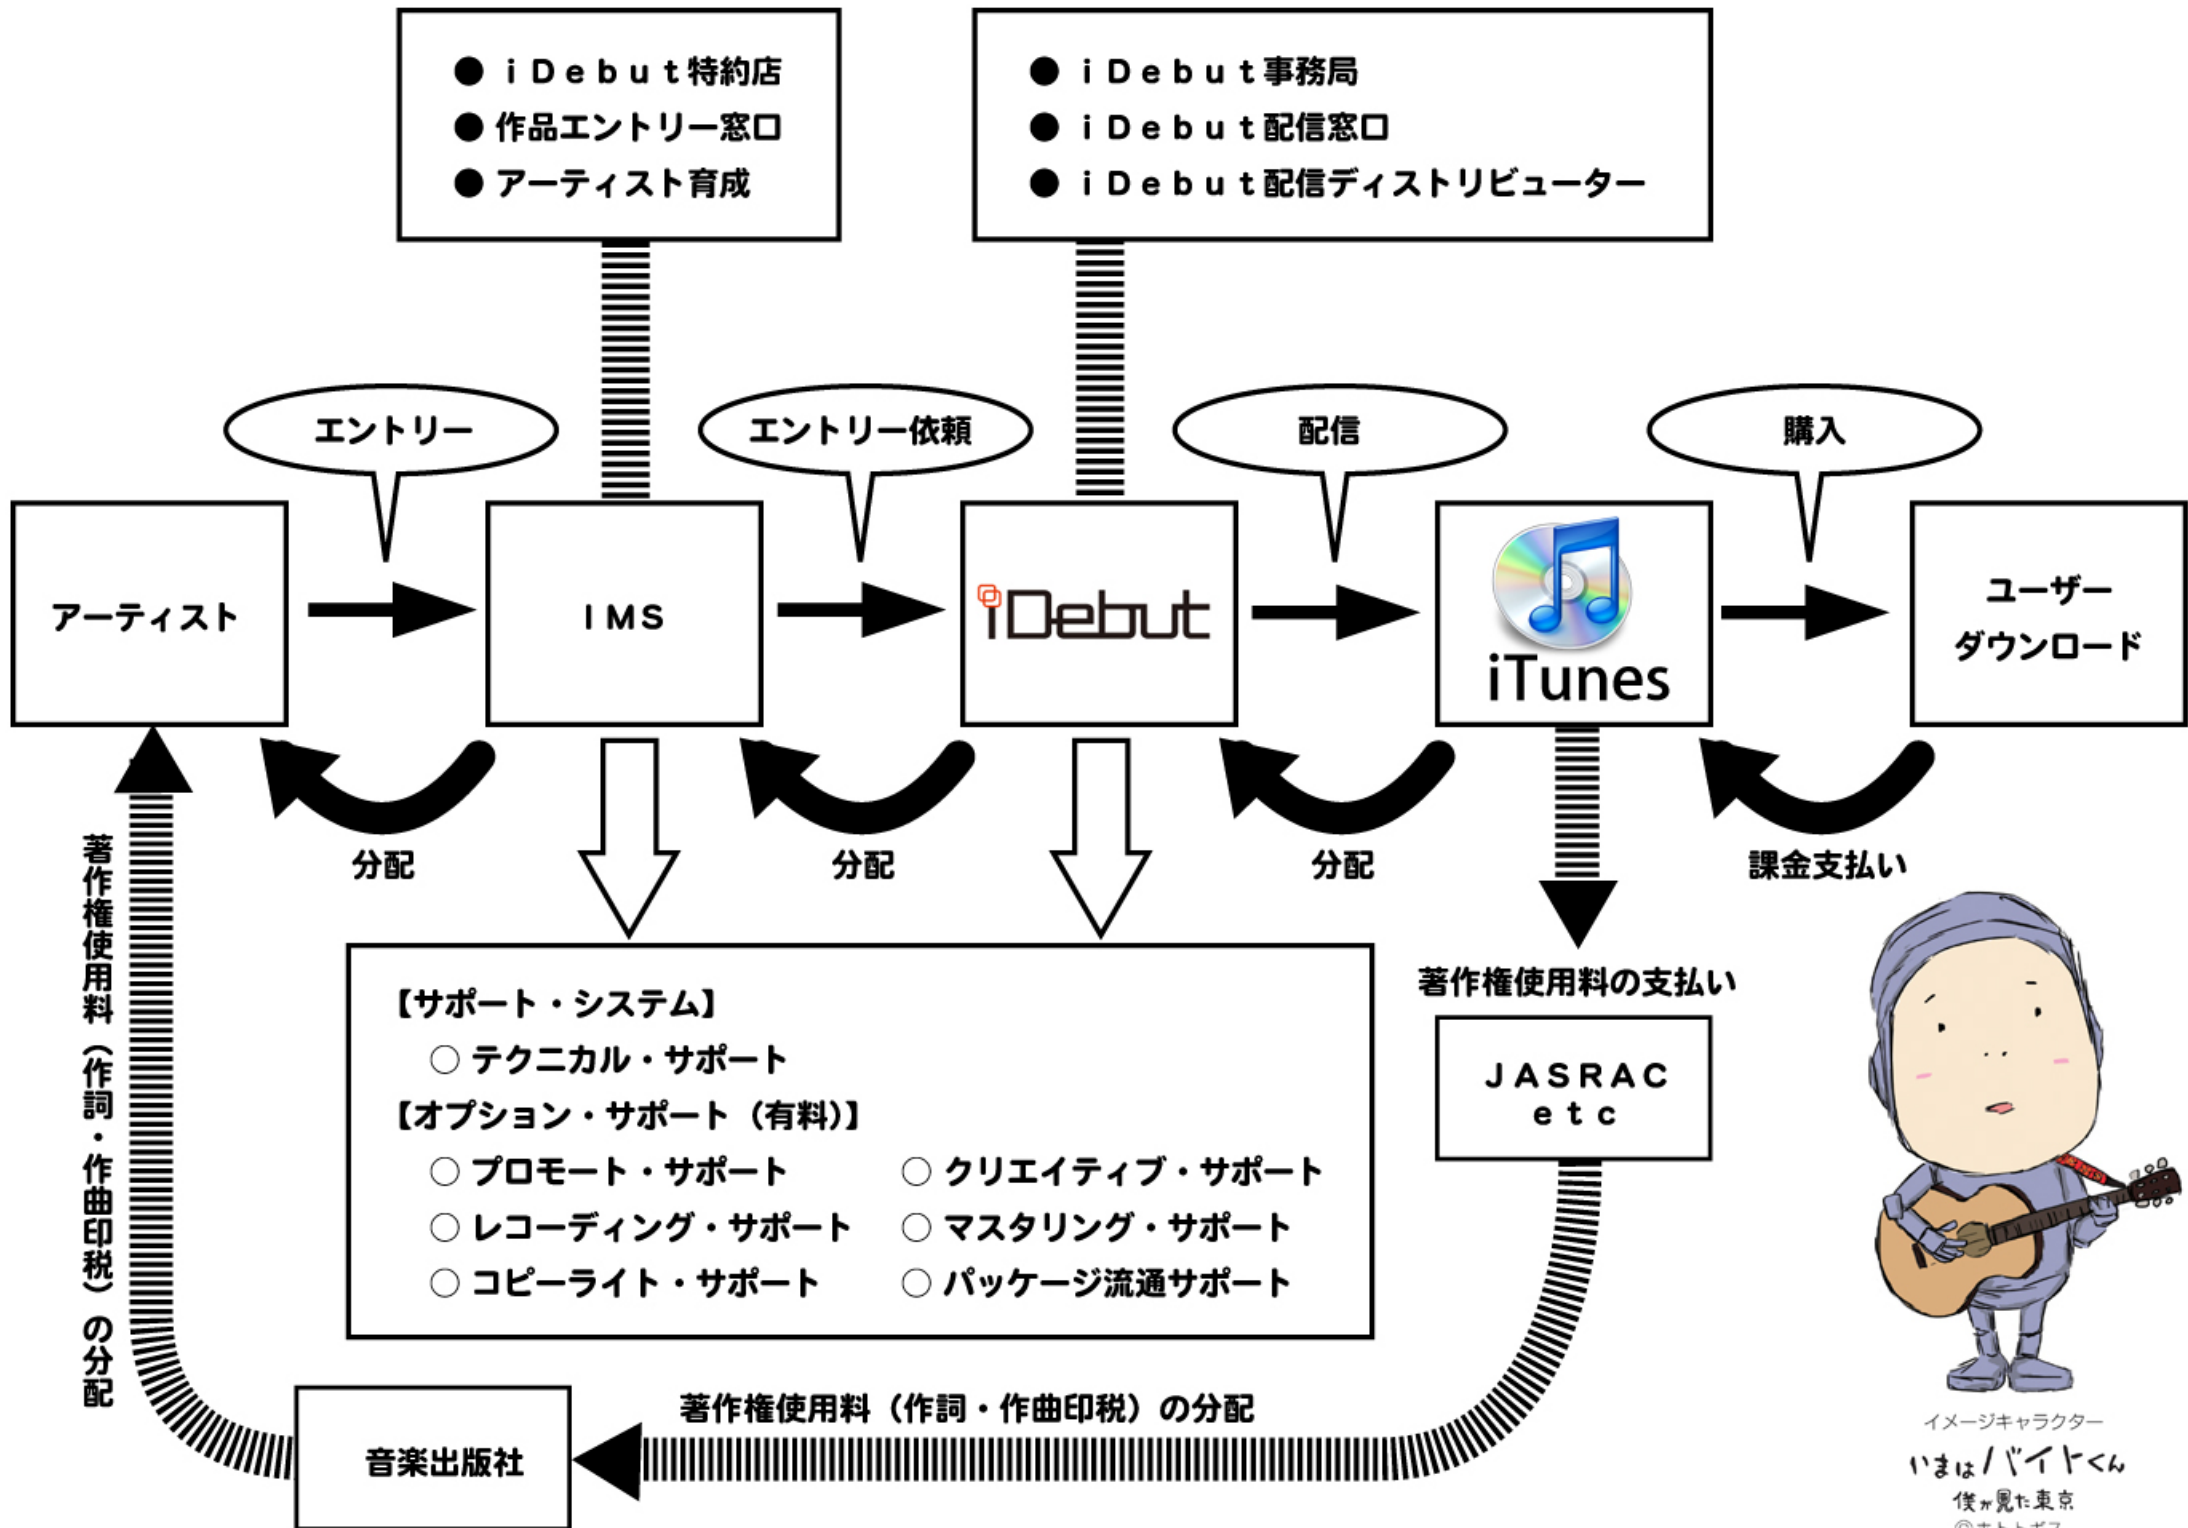 ● iDebut特約店
● 作品エントリー窓口
● アーティスト育成
● iDebut事務局
● iDebut配信窓口
● iDebut配信ディストリビューター
エントリー
エントリー依頼
配信
購入
アーティスト
IMS
iDebut
iTunes
ユーザー
ダウンロード
分配
分配
分配
課金支払い
著作権使用料（作詞・作曲印税）の分配
【サポート・システム】
○ テクニカル・サポート
【オプション・サポート（有料）】
○ プロモート・サポート
○ クリエイティブ・サポート
○ レコーディング・サポート
○ マスタリング・サポート
○ コピーライト・サポート
○ パッケージ流通サポート
著作権使用料の支払い
JASRAC
etc
著作権使用料（作詞・作曲印税）の分配
音楽出版社
イメージキャラクター
いまはバイトくん
僕が見た東京